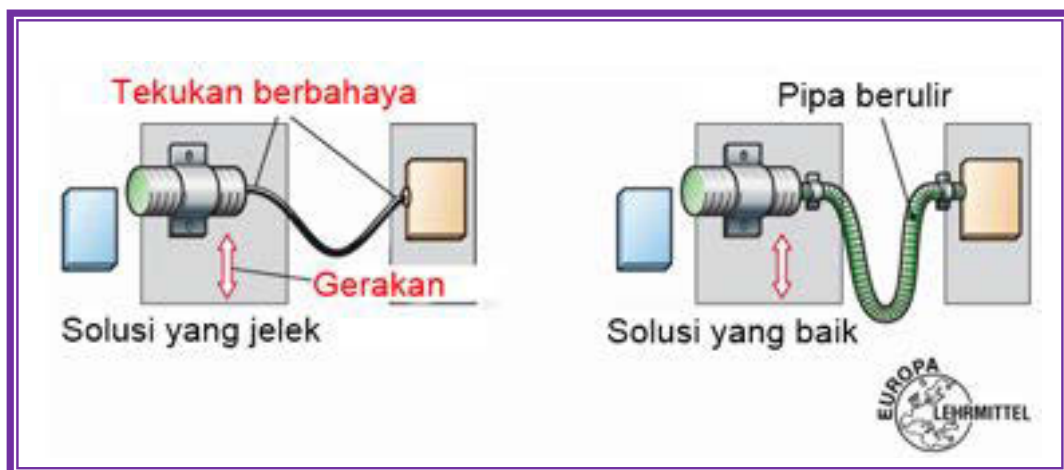 Tekukan berbahaya
Gerakan
Solusi yang jelek
Pipa berulir
Solusi yang baik
EUROPA
LEHRMITTEL